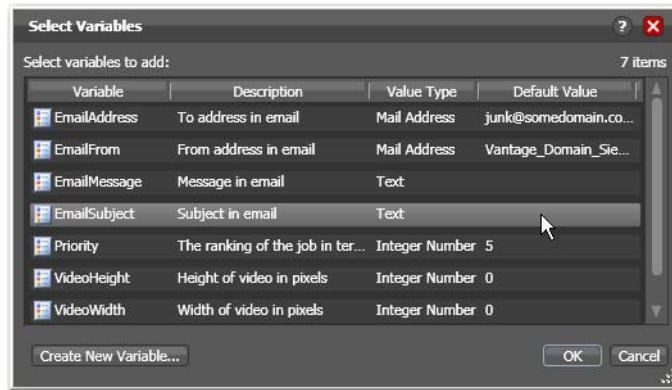 Select Variables ?
Select variables to add: 7 items
Variable Description Value Type Default Value
EmailAddress To address in email Mail Address junk@somedomain.co...
EmailFrom From address in email Mail Address Vantage_Domain_Sie...
EmailMessage Message in email Text
EmailSubject Subject in email Text
Priority The ranking of the job in ter... Integer Number 5
VideoHeight Height of video in pixels Integer Number 0
VideoWidth Width of video in pixels Integer Number 0
Create New Variable... OK Cancel